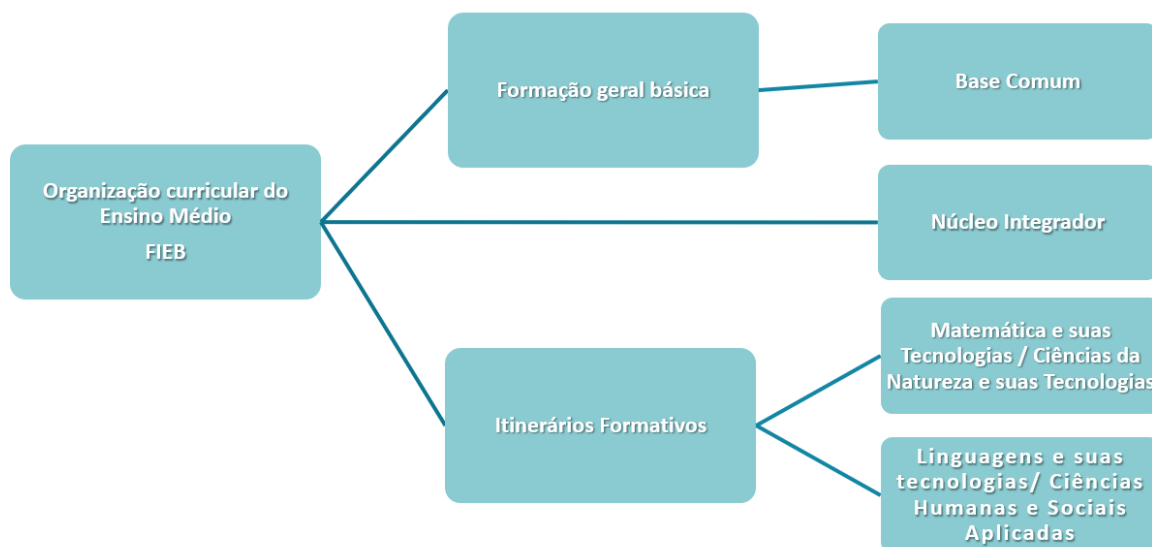 Organização curricular do
Ensino Médio
FIEB
Formação geral básica
Base Comum
Núcleo Integrador
Itinerários Formativos
Matemática e suas
Tecnologias / Ciências da
Natureza e suas Tecnologias
Linguagens e suas
tecnologias/ Ciências
Humanas e Sociais
Aplicadas